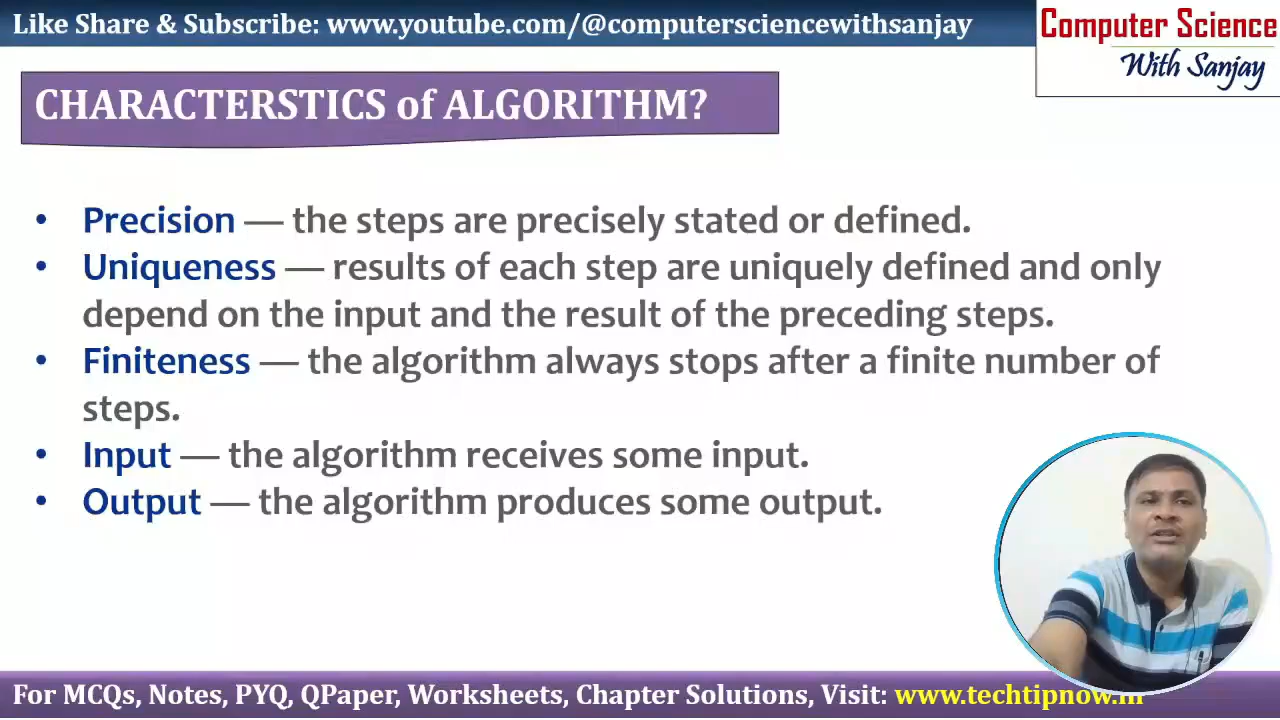 Like Share & Subscribe: www.youtube.com/@computersciencewithsanjay
Computer Science
With Sanjay
CHARACTERSTICS of ALGORITHM?
• Precision — the steps are precisely stated or defined.
• Uniqueness — results of each step are uniquely defined and only
depend on the input and the result of the preceding steps.
• Finiteness — the algorithm always stops after a finite number of
steps.
• Input — the algorithm receives some input.
• Output — the algorithm produces some output.
For MCQs, Notes, PYQ, QPaper, Worksheets, Chapter Solutions, Visit: www.techtipnow.in